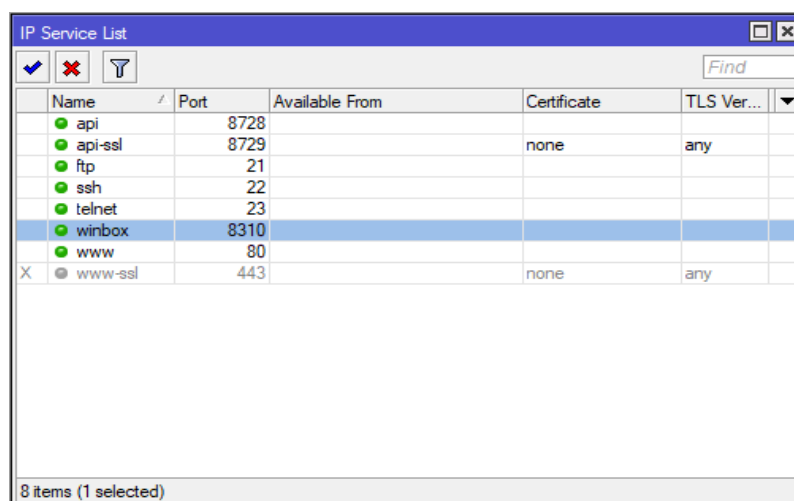 IP Service List
Find
Name Port Available From Certificate TLS Ver...
api 8728
api-ssl 8729 none any
ftp 21
ssh 22
telnet 23
winbox 8310
www 80
X www-ssl 443 none any
8 items (1 selected)